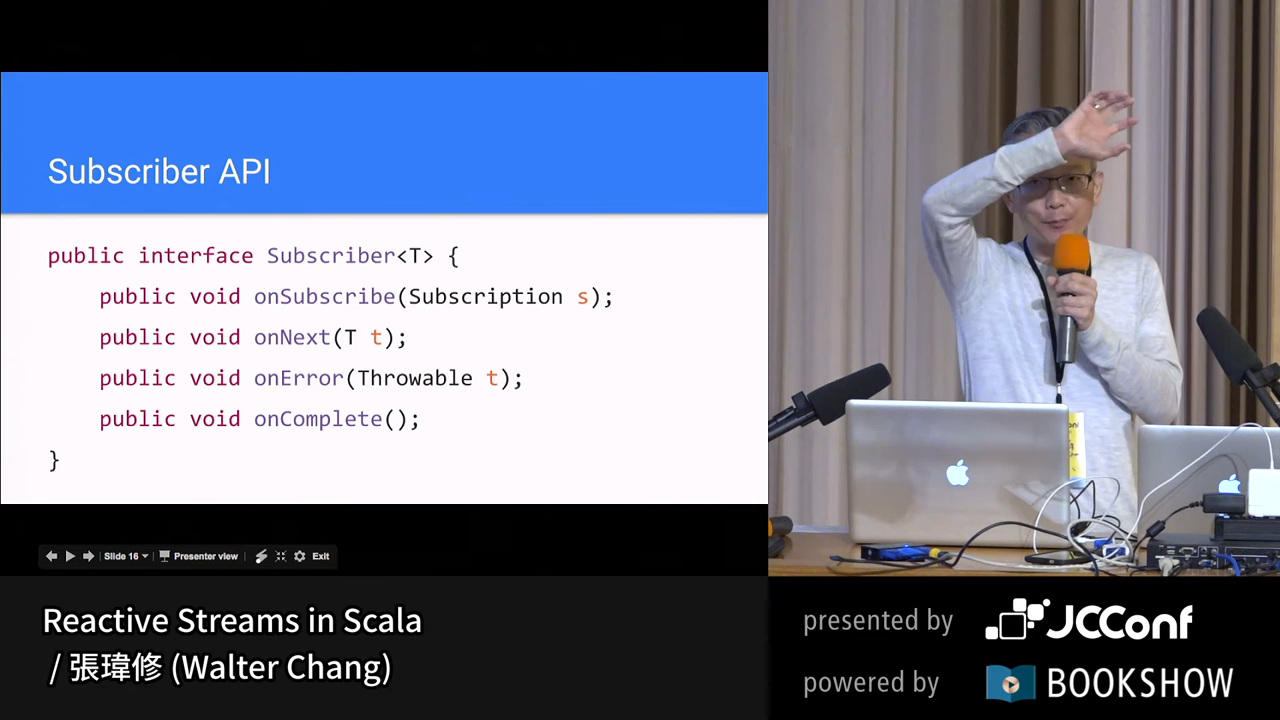 Subscriber API
public interface Subscriber<T> {
public void onSubscribe(Subscription s);
public void onNext(T t);
public void onError(Throwable t);
public void onComplete();
}
Slide 16
Presenter view
Exit
Reactive Streams in Scala
/ 張瑋修 (Walter Chang)
presented by JCConf
powered by BOOKSHOW